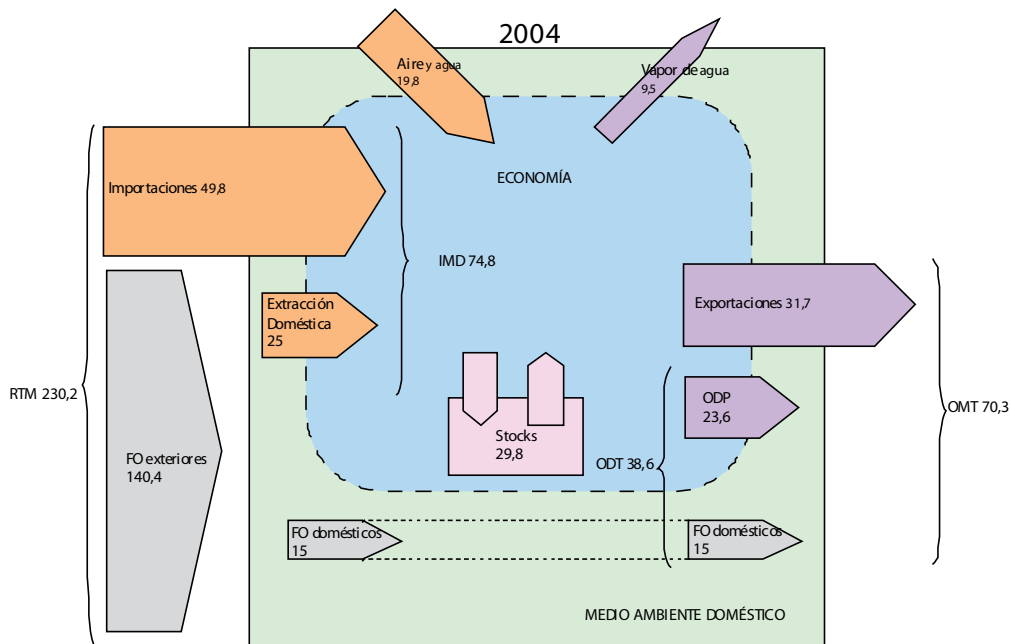 2004
Aire y agua
19,8
Vapor de agua
9,5
Importaciones 49,8
ECONOMÍA
IMD 74,8
Extracción
Doméstica
25
Exportaciones 31,7
RTM 230,2
ODP
23,6
OMT 70,3
Stocks
29,8
ODT 38,6
FO exteriores
140,4
FO domésticos
15
FO domésticos
15
MEDIO AMBIENTE DOMÉSTICO